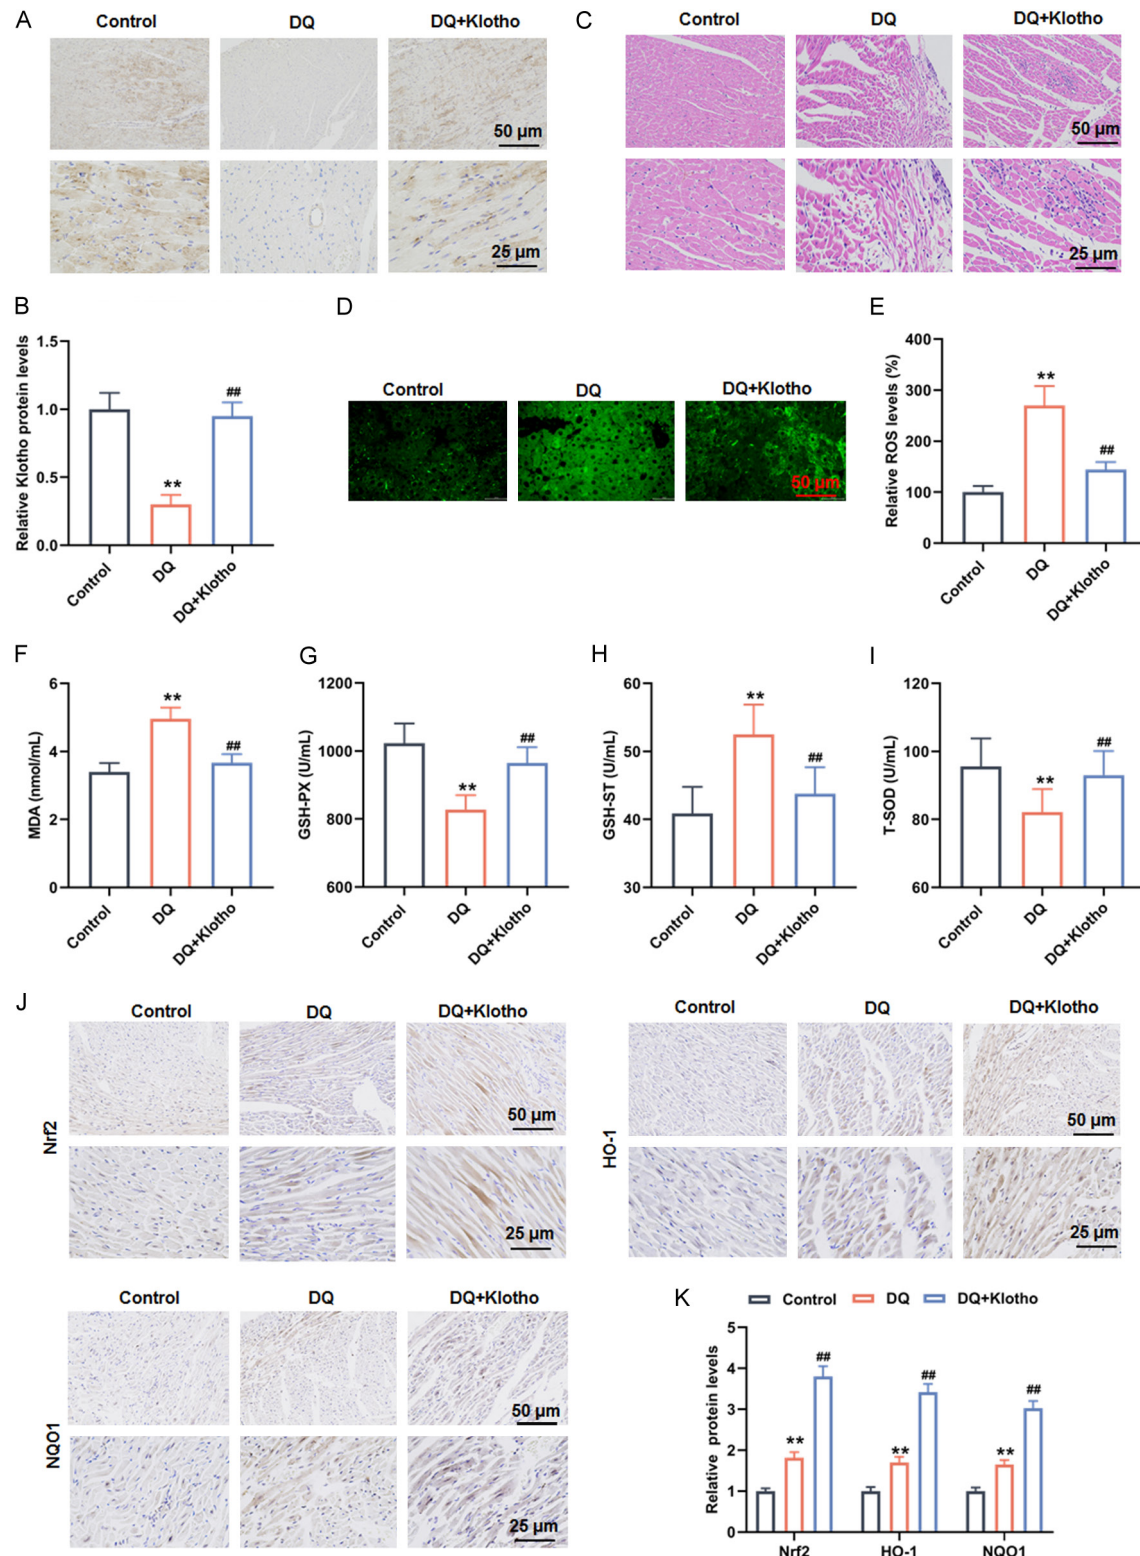 A
Control DQ DQ+Klotho
50 µm
25 µm
C
Control DQ DQ+Klotho
50 µm
25 µm
B
Relative Klotho protein levels
1.5
1.0
0.5
0.0
** ##
Control DQ DQ+Klotho
D
Control DQ DQ+Klotho
50 µm
E
Relative ROS levels (%)
400
300
200
100
0
** ##
Control DQ DQ+Klotho
F
MDA (nmol/mL)
6
4
2
0
** ##
Control DQ DQ+Klotho
G
GSH-PX (U/mL)
1200
1000
800
600
** ##
Control DQ DQ+Klotho
H
GSH-ST (U/mL)
60
50
40
30
** ##
Control DQ DQ+Klotho
I
T-SOD (U/mL)
120
100
80
60
** ##
Control DQ DQ+Klotho
J
Control DQ DQ+Klotho
Nrf2
50 µm
25 µm
Control DQ DQ+Klotho
HO-1
50 µm
25 µm
Control DQ DQ+Klotho
NQO1
50 µm
25 µm
K
Control DQ DQ+Klotho
Relative protein levels
5
4
3
2
1
0
** ## ** ## ** ##
Nrf2 HO-1 NQO1